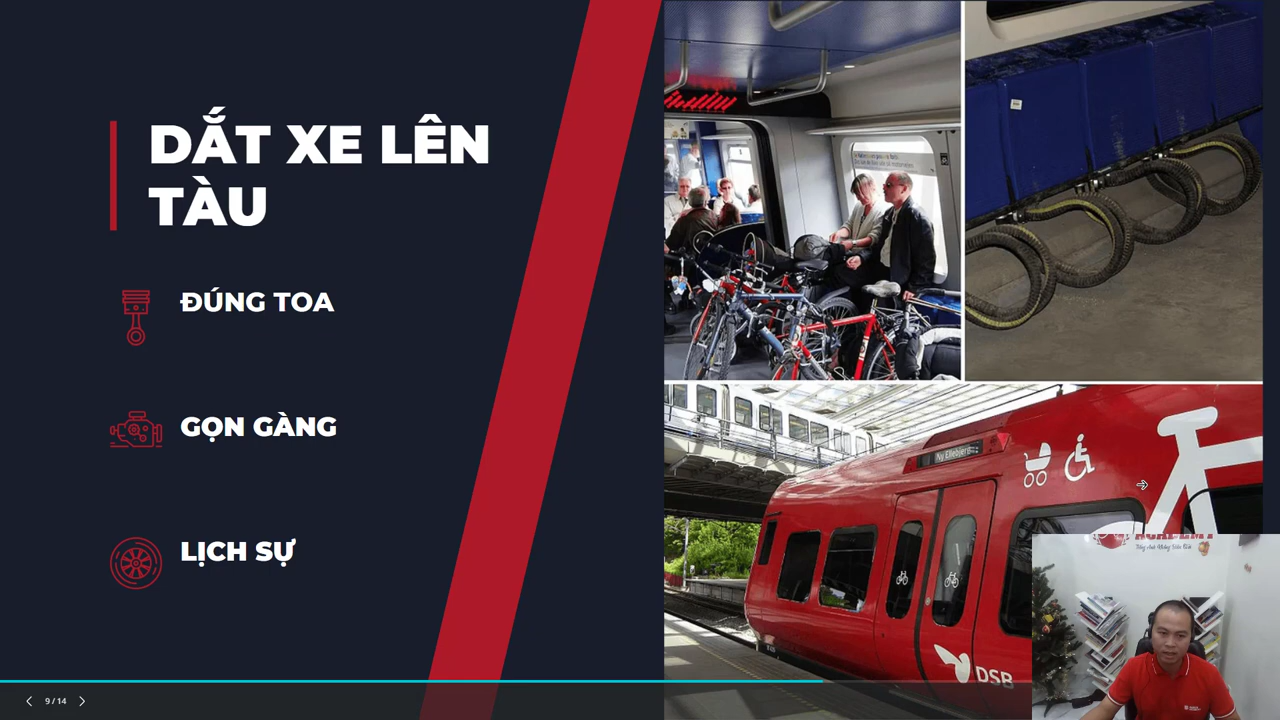 DẮT XE LÊN
TÀU
ĐÚNG TOA
GỌN GÀNG
LỊCH SỰ
Ny Ellebjerg
DSB
9 / 14